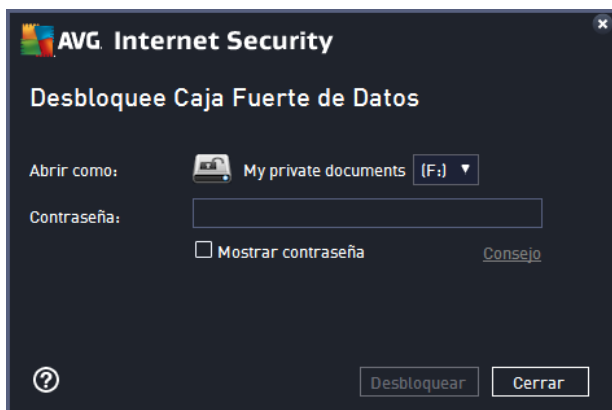 AVG. Internet Security
Desbloquee Caja Fuerte de Datos
Abrir como: My private documents (F:)
Contraseña:
Mostrar contraseña Consejo
? Desbloquear Cerrar